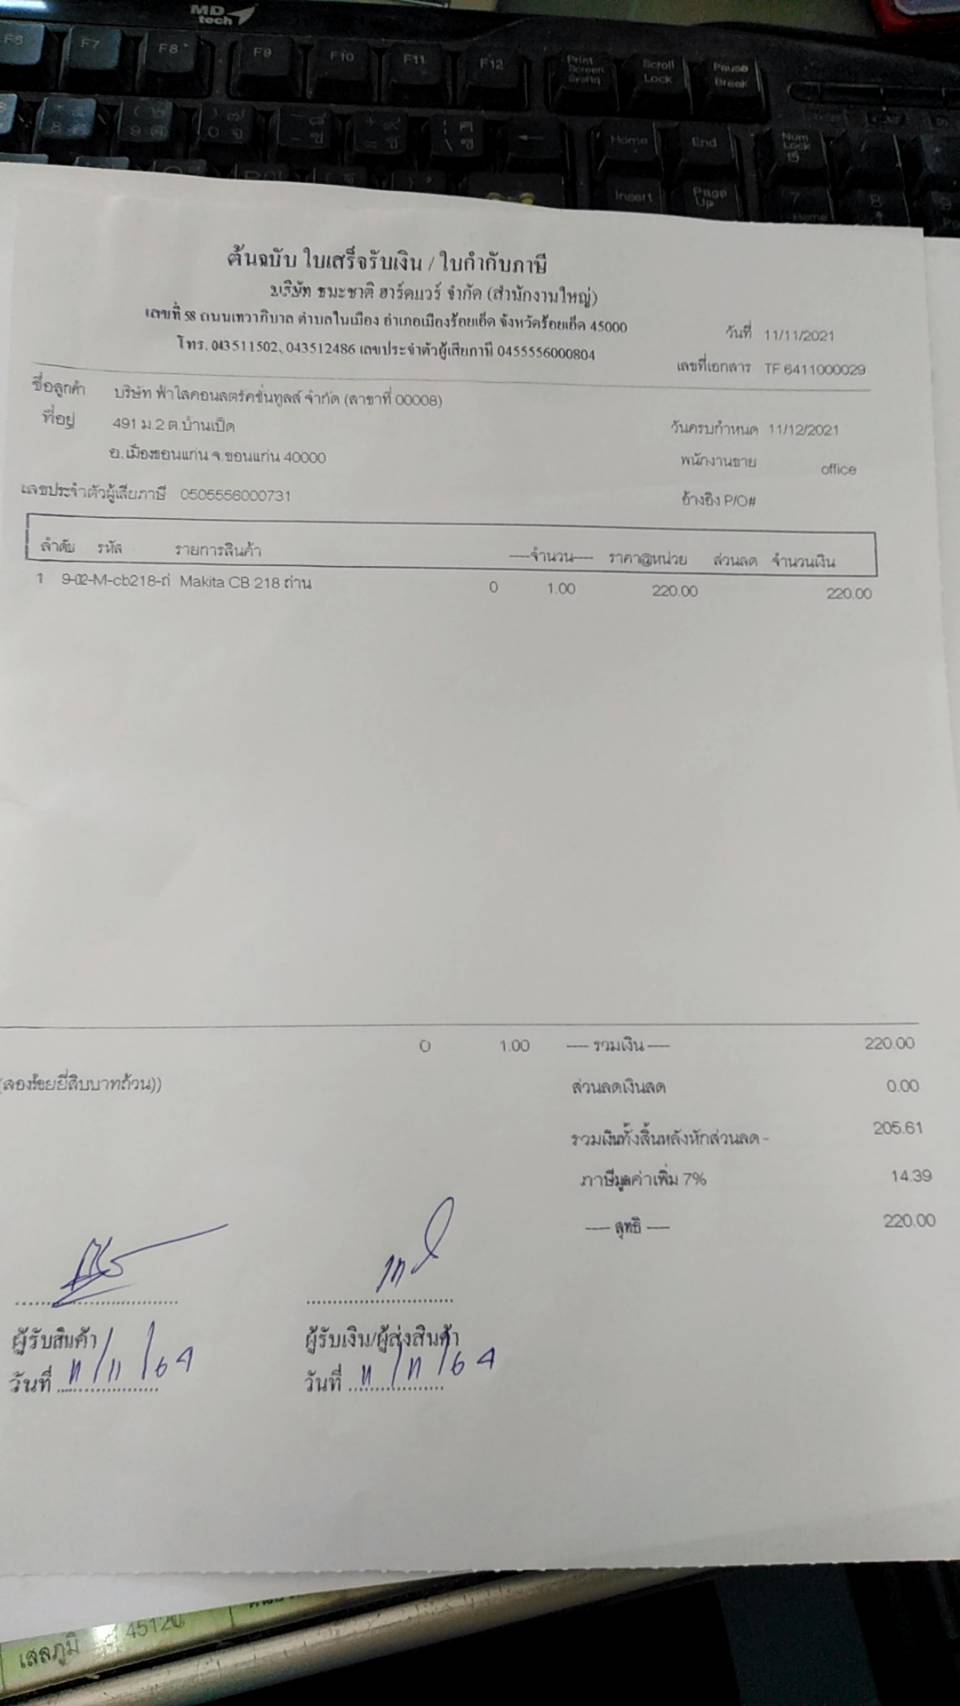 MD
tech
F6 F7 F8 F9 F10 F11 F12 Print Screen SysRq Scroll Lock Pause Break
Home End Num Lock
Insert Page Up 7 Home 8 9
ต้นฉบับ ใบเสร็จรับเงิน / ใบกำกับภาษี
บริษัท ธนะชาติ ฮาร์ดแวร์ จำกัด (สำนักงานใหญ่)
เลขที่ 58 ถนนเทวาภิบาล ตำบลในเมือง อำเภอเมืองร้อยเอ็ด จังหวัดร้อยเอ็ด 45000
วันที่ 11/11/2021
โทร. 043511502, 043512486 เลขประจำตัวผู้เสียภาษี 0455556000804
เลขที่เอกสาร TF 6411000029
ชื่อลูกค้า บริษัท ฟ้าใสคอนสตรัคชั่นทูลส์ จำกัด (สาขาที่ 00008)
ที่อยู่ 491 ม.2 ต.บ้านเป็ด
วันครบกำหนด 11/12/2021
อ.เมืองขอนแก่น จ.ขอนแก่น 40000
พนักงานขาย office
เลขประจำตัวผู้เสียภาษี 0505556000731
อ้างอิง P/O#
ลำดับ รหัส รายการสินค้า ----จำนวน---- ราคา@หน่วย ส่วนลด จำนวนเงิน
1 9-02-M-cb218-ถ่ Makita CB 218 ถ่าน 0 1.00 220.00 220.00
0 1.00 ---- รวมเงิน ---- 220.00
(สองร้อยยี่สิบบาทถ้วน))
ส่วนลดเงินลด 0.00
รวมเงินทั้งสิ้นหลังหักส่วนลด - 205.61
ภาษีมูลค่าเพิ่ม 7% 14.39
---- สุทธิ ---- 220.00
ผู้รับสินค้า ผู้รับเงิน/ผู้ส่งสินค้า
วันที่ 11/11/64 วันที่ 11/11/64
เสลภูมิ 45120